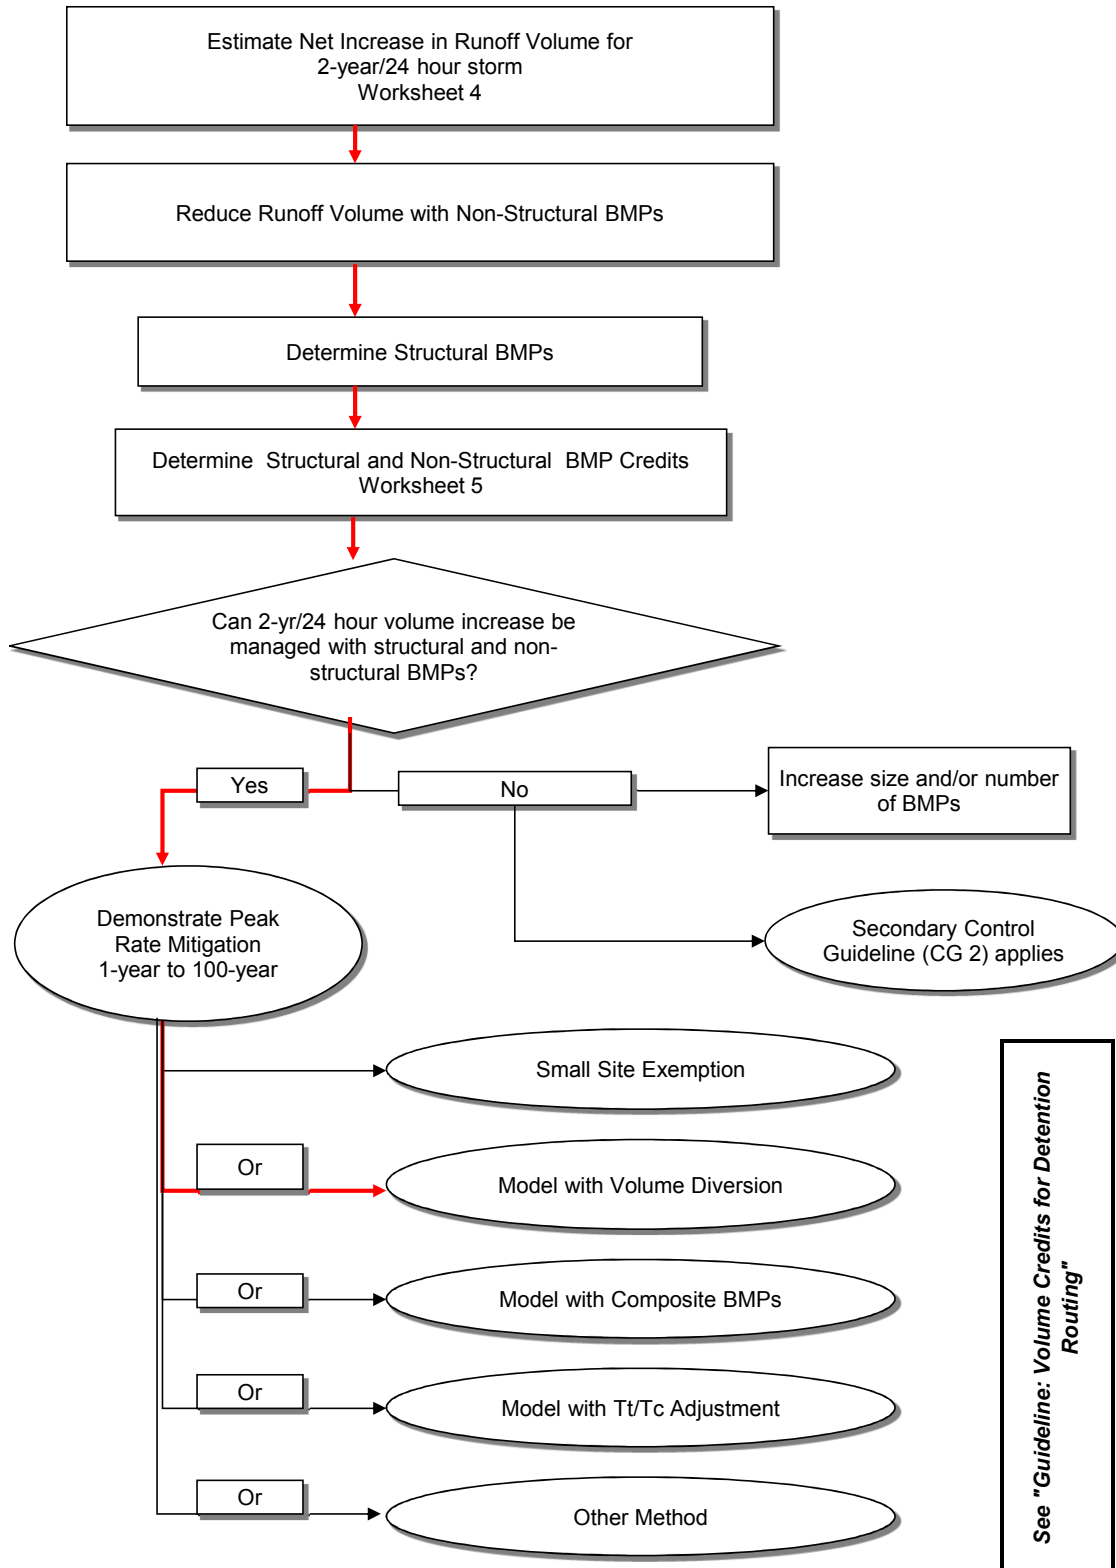 Estimate Net Increase in Runoff Volume for
2-year/24 hour storm
Worksheet 4
Reduce Runoff Volume with Non-Structural BMPs
Determine Structural BMPs
Determine Structural and Non-Structural BMP Credits
Worksheet 5
Can 2-yr/24 hour volume increase be
managed with structural and non-
structural BMPs?
Yes
No
Increase size and/or number
of BMPs
Demonstrate Peak
Rate Mitigation
1-year to 100-year
Secondary Control
Guideline (CG 2) applies
Small Site Exemption
Or
Model with Volume Diversion
Or
Model with Composite BMPs
Or
Model with Tt/Tc Adjustment
Or
Other Method
See "Guideline: Volume Credits for Detention
Routing"